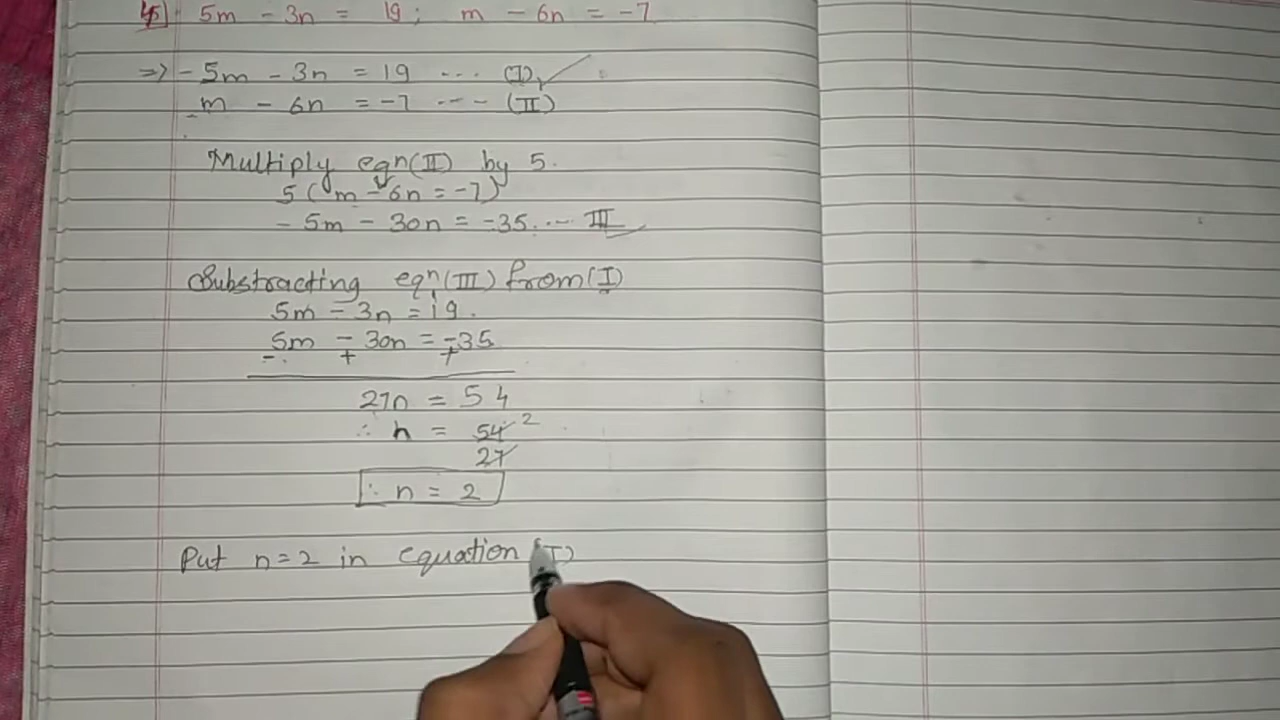 4] 5m - 3n = 19 ; m - 6n = -7
=> - 5m - 3n = 19 ... (I) ✓
m - 6n = -7 --- (II)
Multiply eqn(II) by 5.
5 ( m - 6n = -7)
- 5m - 30n = -35 ... III
Substracting eqn(III) from (I)
5m - 3n = 19.
5m - 30n = -35
- + +
27n = 54
∴ n = 54 2
27
∴ n = 2
Put n=2 in equation (I)